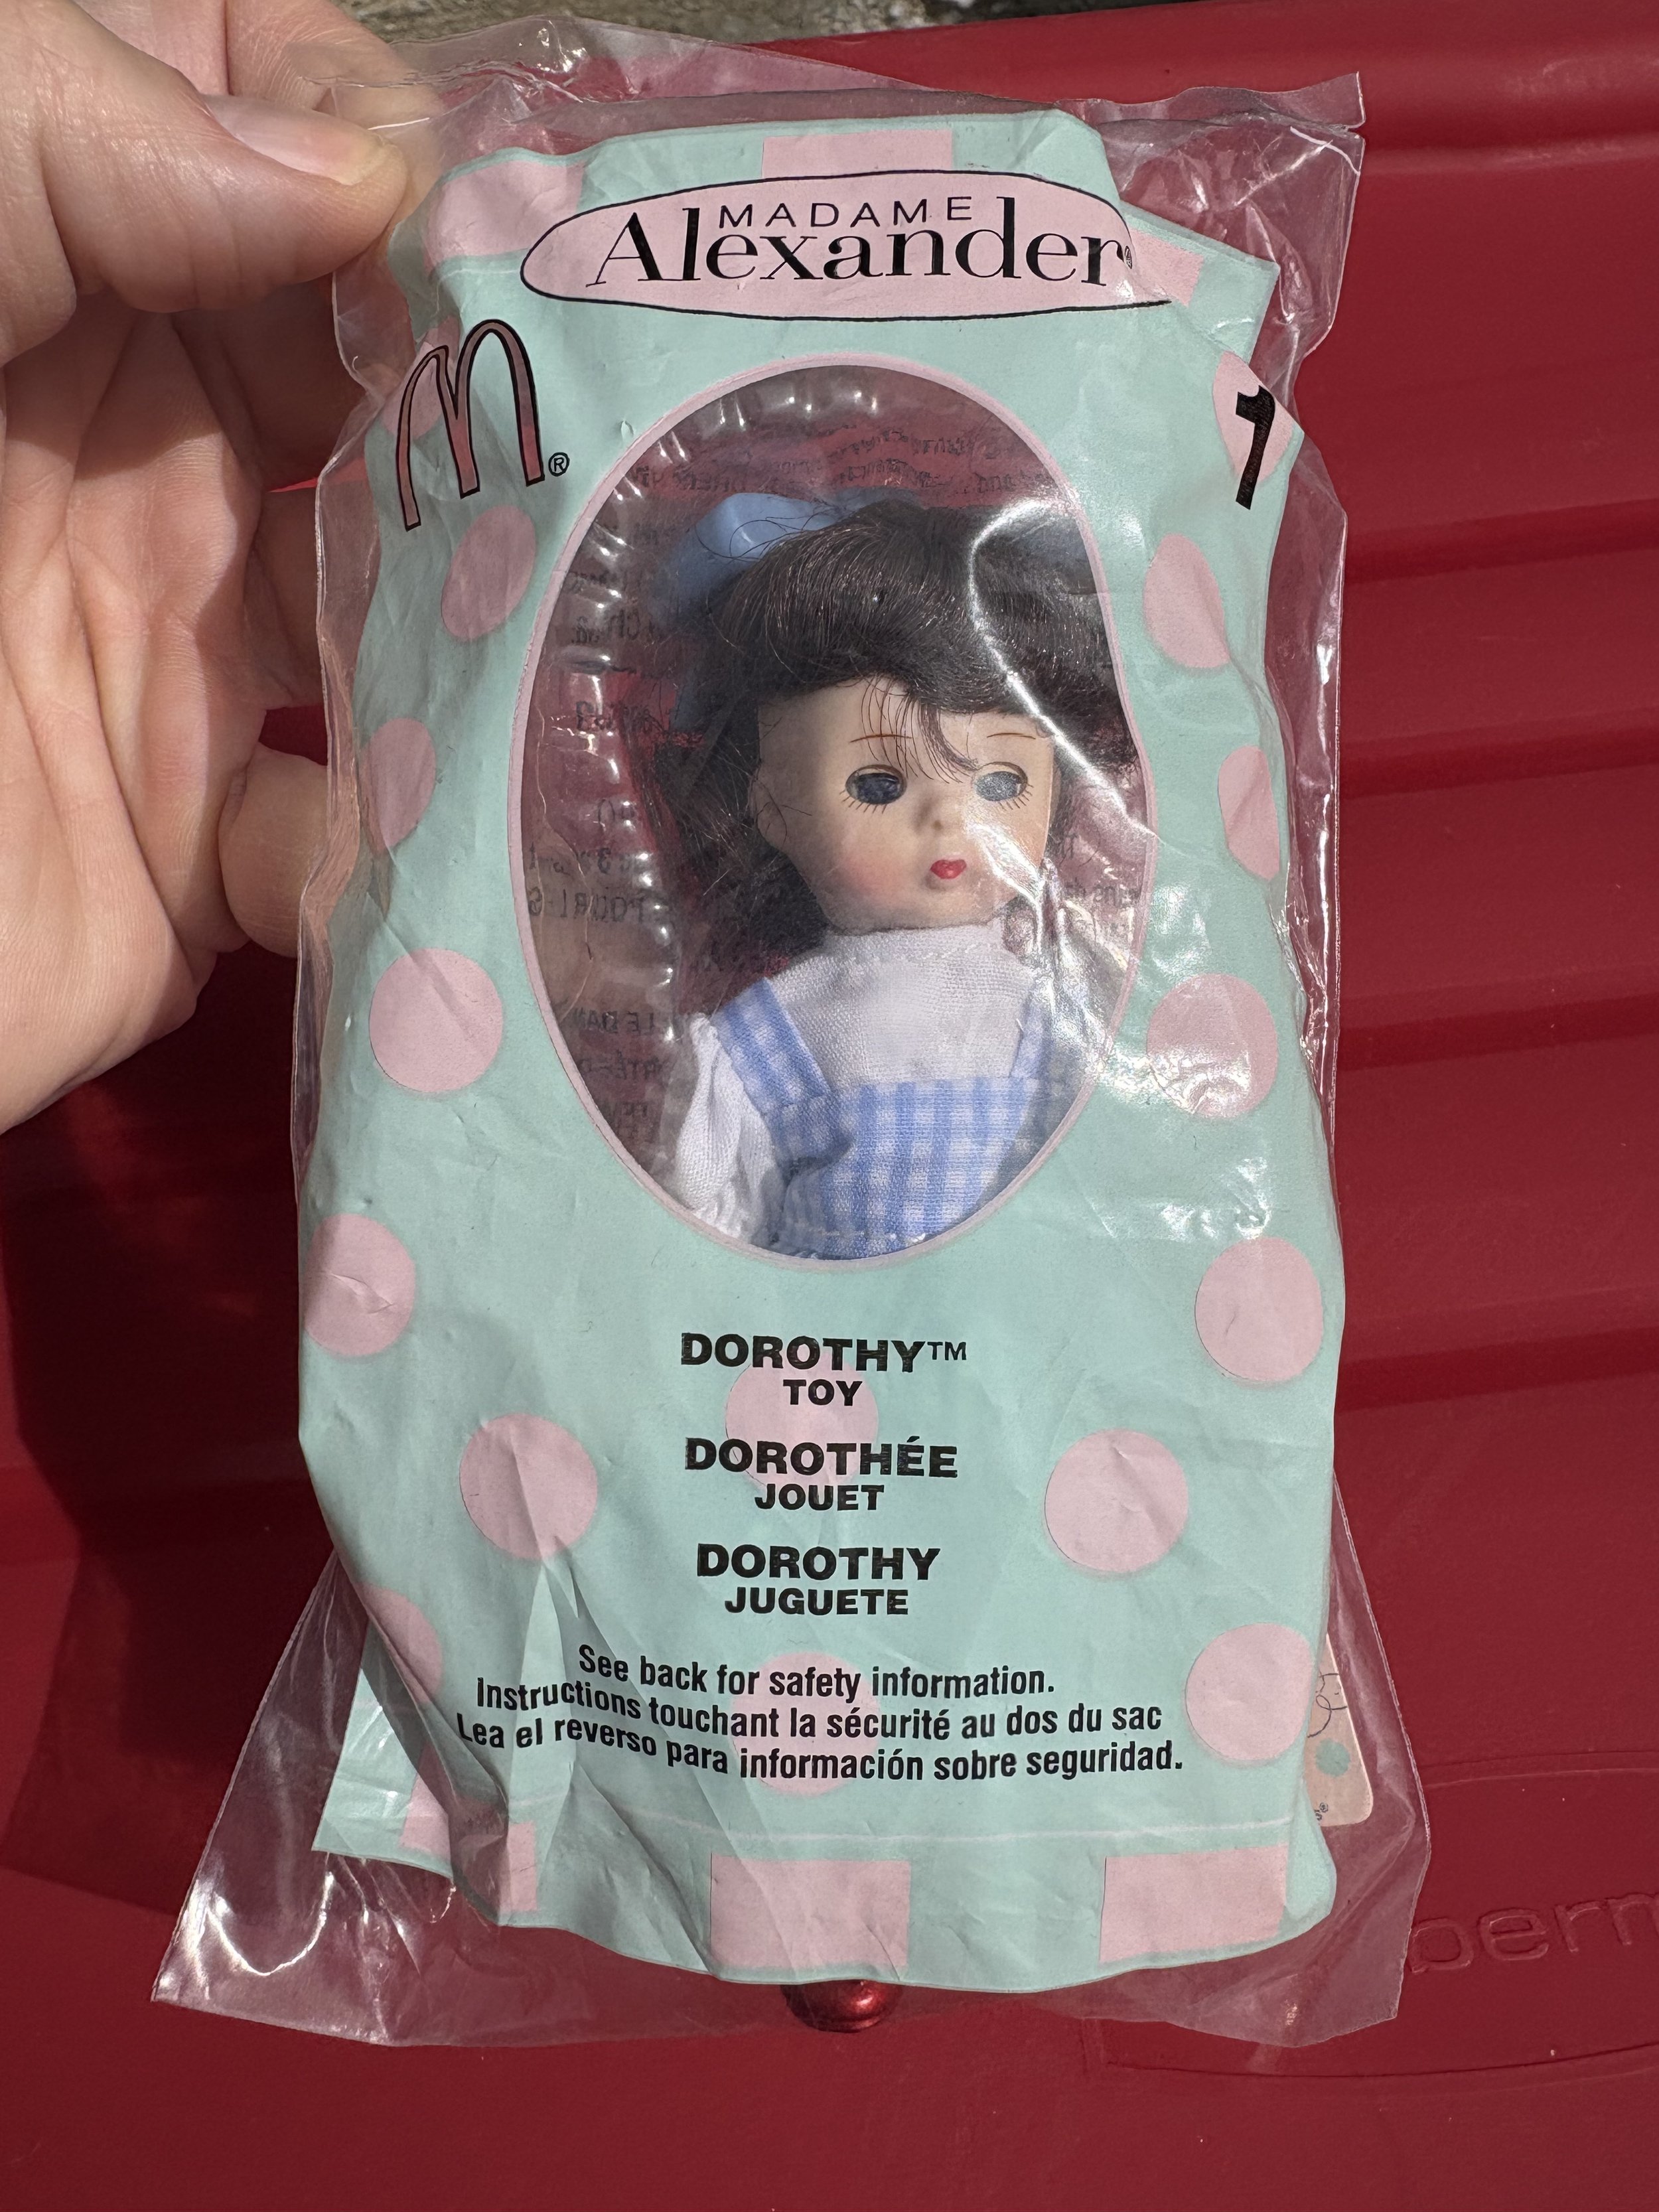 MADAME
Alexander®
M®
1
DOROTHY™
TOY
DOROTHÉE
JOUET
DOROTHY
JUGUETE
See back for safety information.
Instructions touchant la sécurité au dos du sac
Lea el reverso para información sobre seguridad.